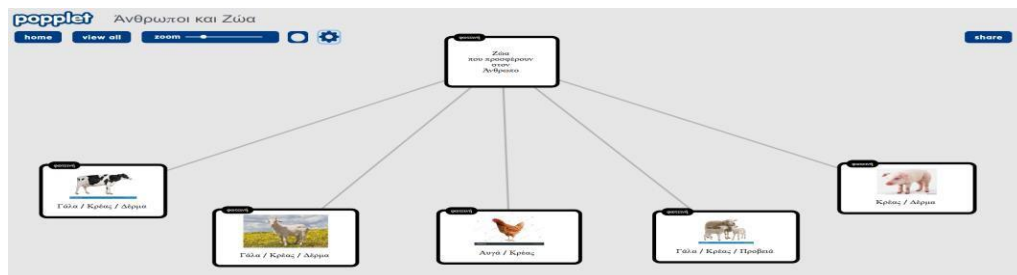 popplet Άνθρωποι και Ζώα
home view all zoom share
Ζώα
που προσφέρουν
στον
Άνθρωπο
Γάλα / Κρέας / Δέρμα
Κρέας / Δέρμα
Γάλα / Κρέας / Δέρμα
Αυγά / Κρέας
Γάλα / Κρέας / Προβειά